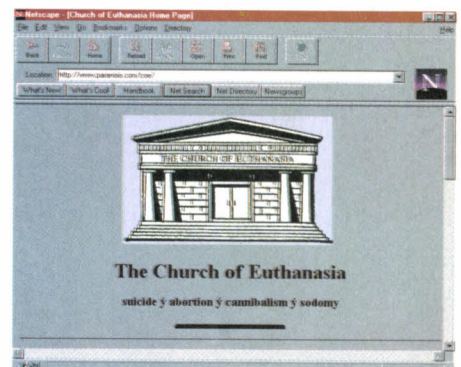 Netscape - [Church of Euthanasia Home Page]
File Edit View Go Bookmarks Options Directory Help
Back Home Reload Open Print Find
Location: http://www.paranoia.com/coe/
What's New What's Cool Handbook Net Search Net Directory Newsgroups
N
THE CHURCH OF EUTHANASIA
The Church of Euthanasia
suicide ÿ abortion ÿ cannibalism ÿ sodomy